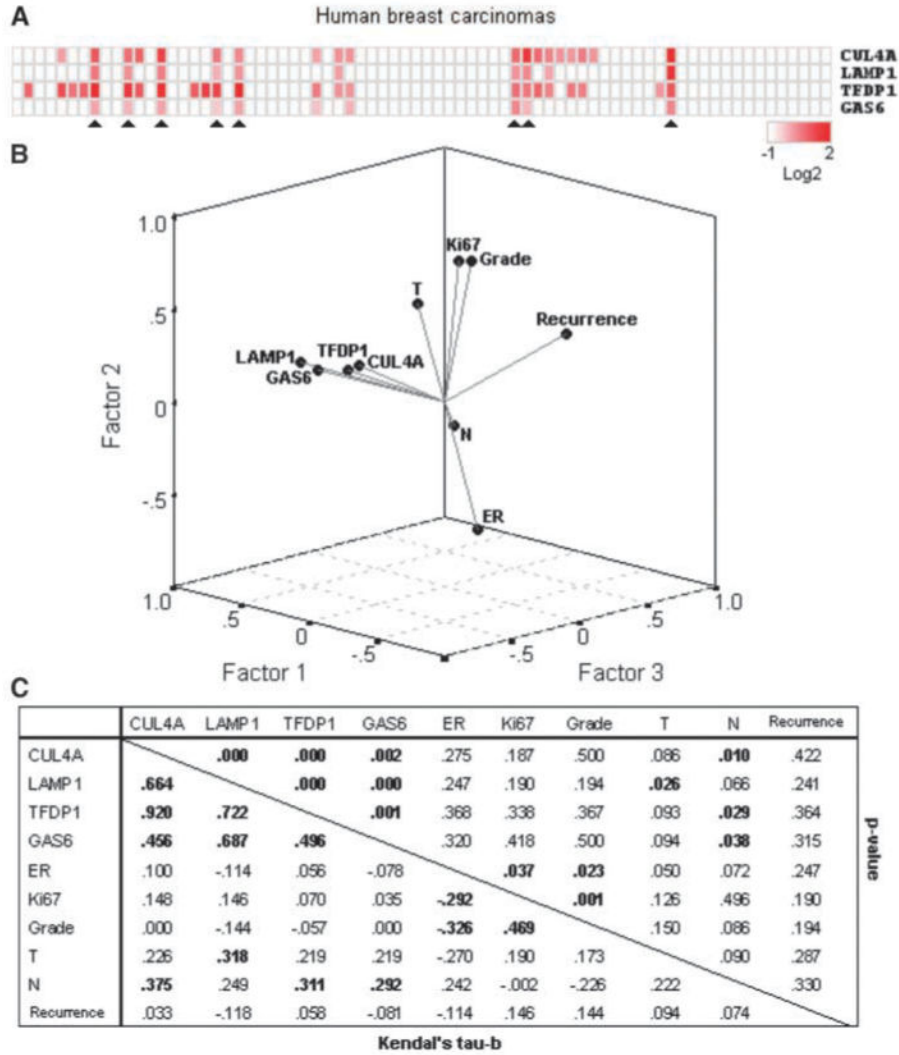 A
Human breast carcinomas
CUL4A
LAMP1
TFDP1
GAS6
-1 2
Log2
B
1.0
.5
0
-.5
Factor 2
Ki67
Grade
T
Recurrence
LAMP1
TFDP1
CUL4A
GAS6
N
ER
1.0 .5 0 -.5
Factor 1
-.5 0 .5 1.0
Factor 3
C
CUL4A LAMP1 TFDP1 GAS6 ER Ki67 Grade T N Recurrence
CUL4A .000 .000 .002 .275 .187 .500 .086 .010 .422
LAMP1 .664 .000 .000 .247 .190 .194 .026 .066 .241
TFDP1 .920 .722 .001 .368 .338 .367 .093 .029 .364
GAS6 .456 .687 .496 .320 .418 .500 .094 .038 .315
ER .100 -.114 .056 -.078 .037 .023 .050 .072 .247
Ki67 .148 .146 .070 .035 -.292 .001 .126 .496 .190
Grade .000 -.144 -.057 .000 -.326 .469 .150 .086 .194
T .226 .318 .219 .219 -.270 .190 .173 .090 .287
N .375 .249 .311 .292 .242 -.002 -.226 .222 .330
Recurrence .033 -.118 .058 -.081 -.114 .146 .144 .094 .074
p-value
Kendal's tau-b